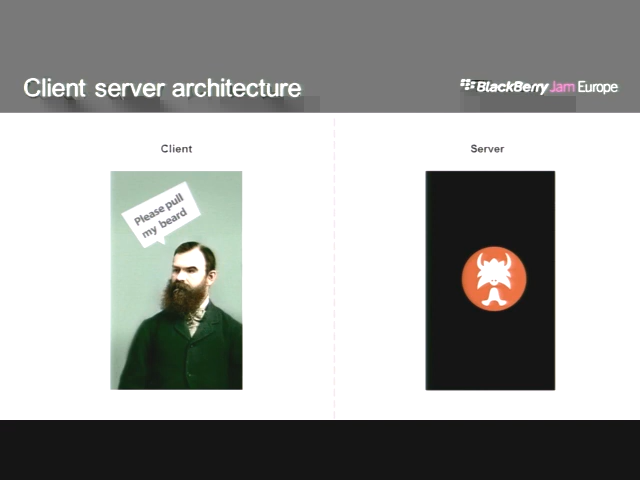 Client server architecture
BlackBerry Jam Europe
Client
Server
Please pull
my beard